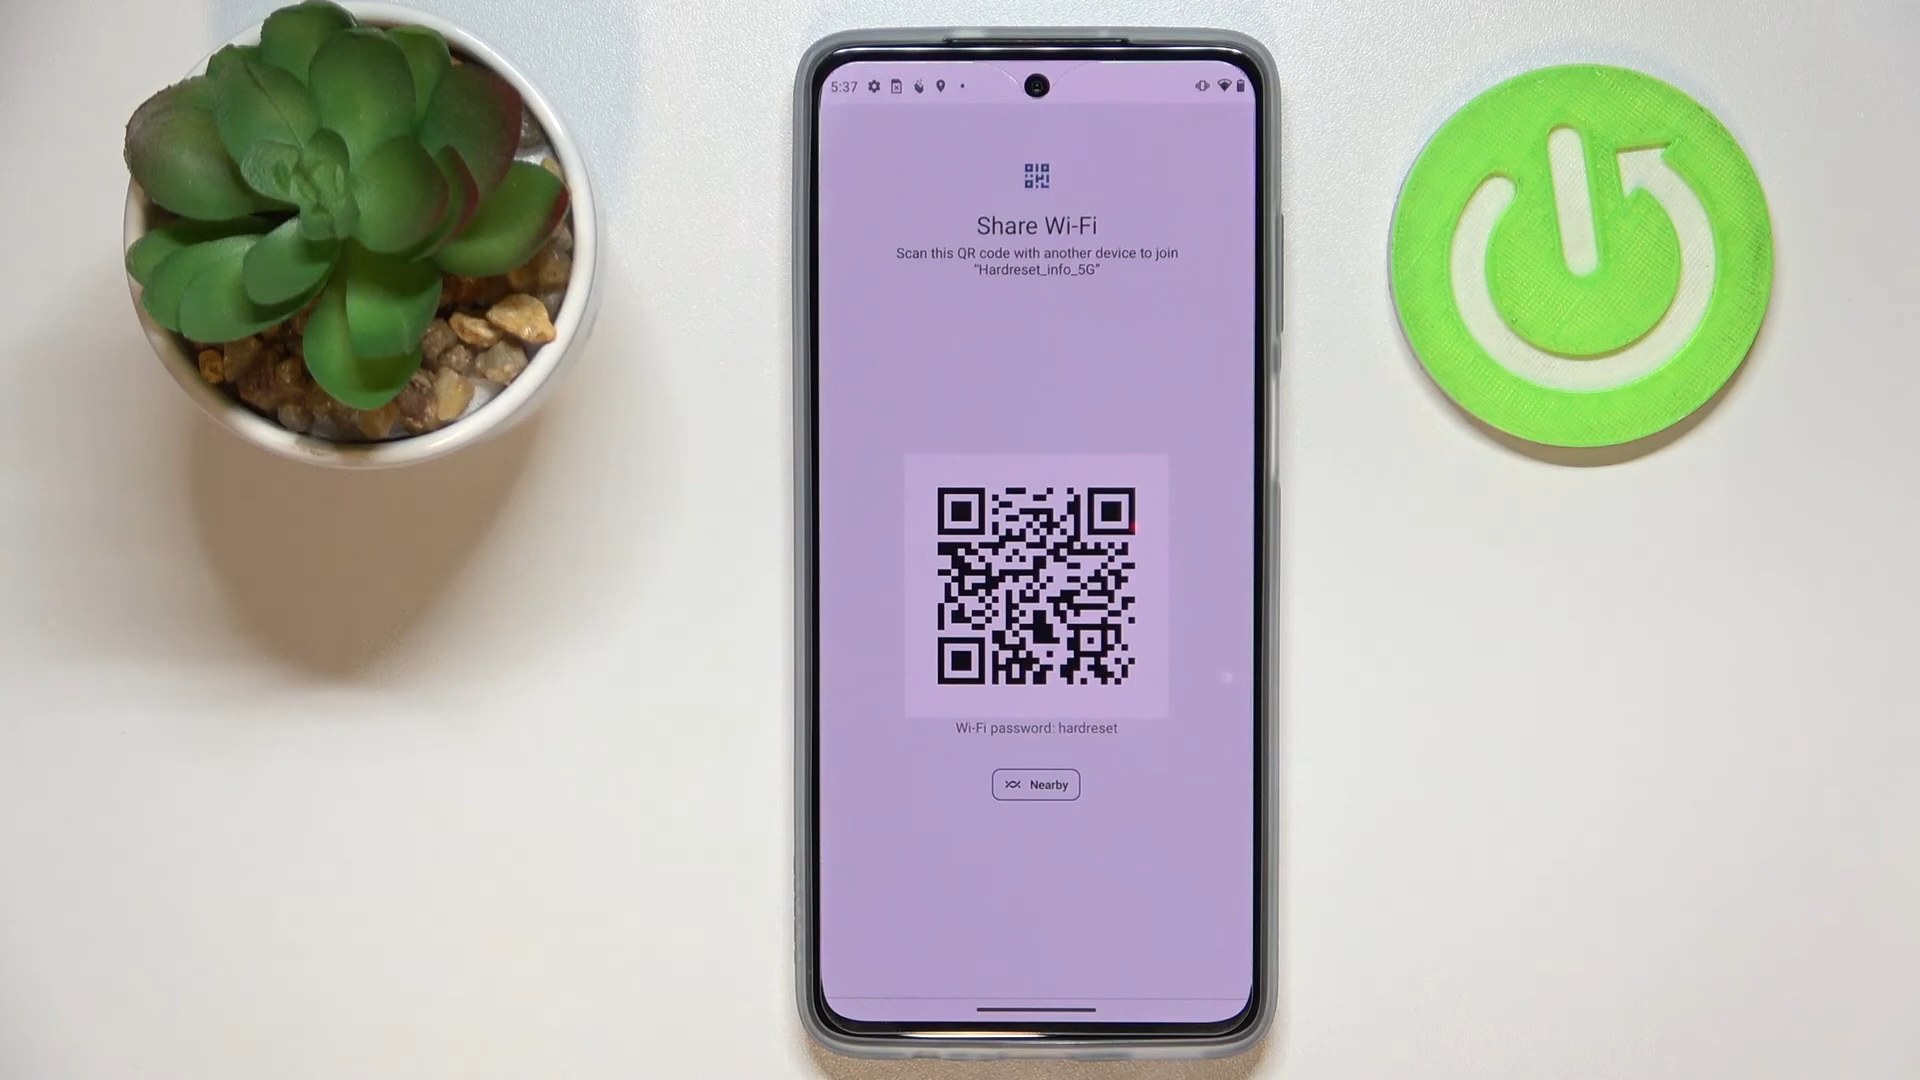 5:37
Share Wi-Fi
Scan this QR code with another device to join
“Hardreset_info_5G”
Wi-Fi password: hardreset
Nearby